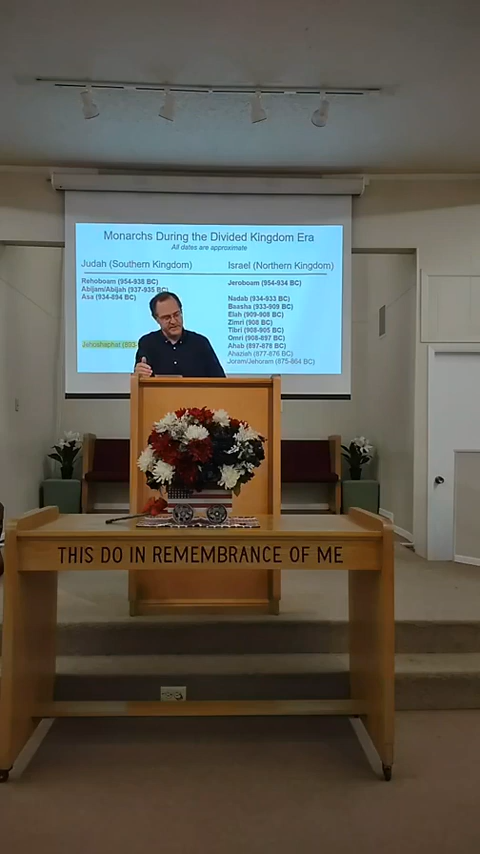 Monarchs During the Divided Kingdom Era
All dates are approximate
Judah (Southern Kingdom)
Rehoboam (954-938 BC)
Abijam/Abijah (937-935 BC)
Asa (934-894 BC)
Jehoshaphat (893-
Israel (Northern Kingdom)
Jeroboam (954-934 BC)
Nadab (934-933 BC)
Baasha (933-909 BC)
Elah (909-908 BC)
Zimri (908 BC)
Tibri (908-905 BC)
Omri (908-897 BC)
Ahab (897-878 BC)
Ahaziah (877-876 BC)
Joram/Jehoram (875-864 BC)
THIS DO IN REMEMBRANCE OF ME